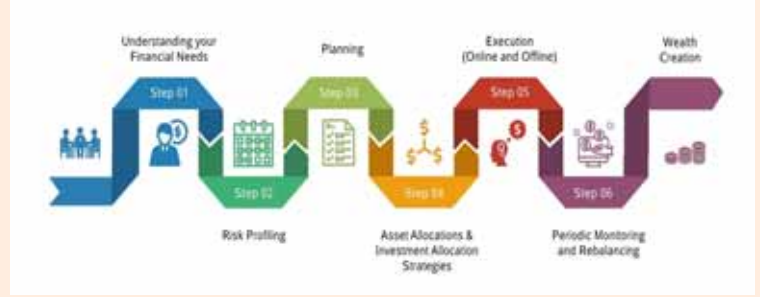 Understanding your
Financial Needs
Planning
Execution
(Online and Offline)
Wealth
Creation
Step 01
Step 03
Step 05
Step 02
Step 04
Step 06
Risk Profiling
Asset Allocations &
Investment Allocation
Strategies
Periodic Monitoring
and Rebalancing